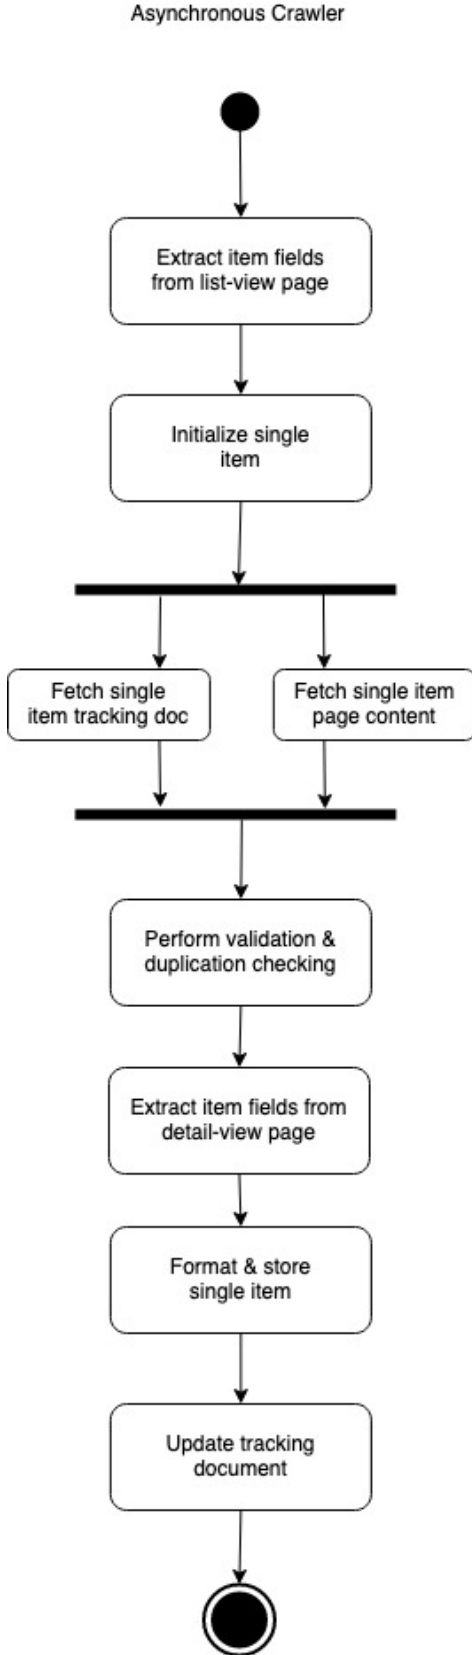 Asynchronous Crawler
Extract item fields
from list-view page
Initialize single
item
Fetch single
item tracking doc
Fetch single item
page content
Perform validation &
duplication checking
Extract item fields from
detail-view page
Format & store
single item
Update tracking
document